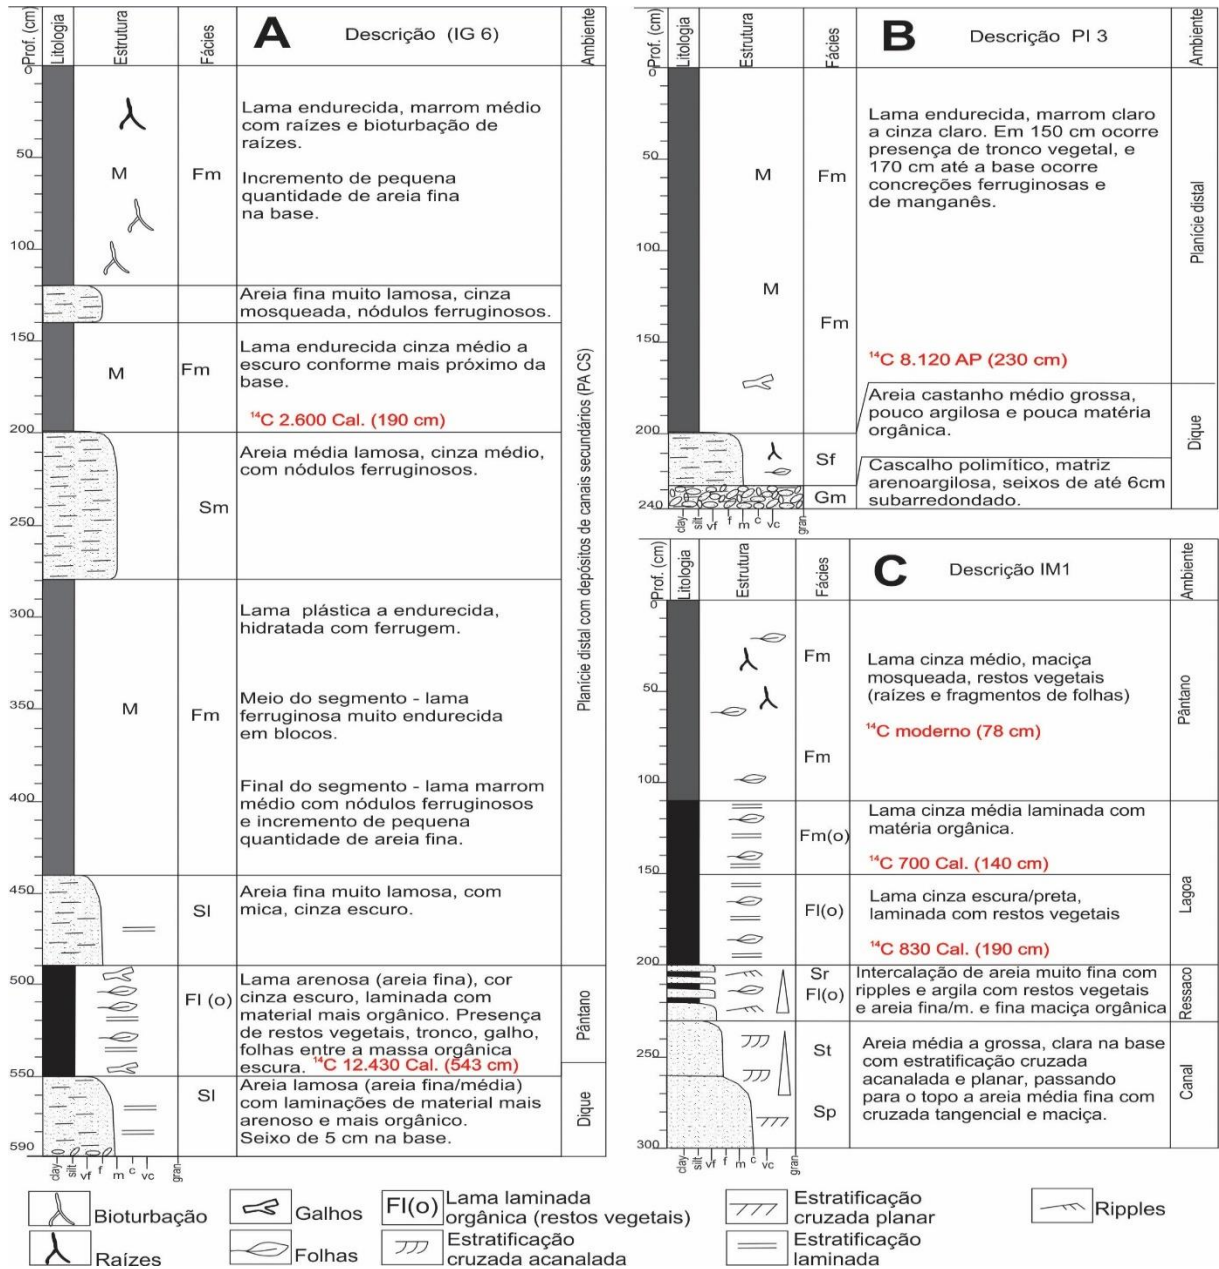 Prof. (cm)
Litologia
Estrutura
Fácies
A
Descrição (IG 6)
Ambiente
0
50
100
150
200
250
300
350
400
450
500
550
590
M
Fm
Lama endurecida, marrom médio
com raízes e bioturbação de
raízes.
Incremento de pequena
quantidade de areia fina
na base.
Areia fina muito lamosa, cinza
mosqueada, nódulos ferruginosos.
M
Fm
Lama endurecida cinza médio a
escuro conforme mais próximo da
base.
¹⁴C 2.600 Cal. (190 cm)
Sm
Areia média lamosa, cinza médio,
com nódulos ferruginosos.
M
Fm
Lama plástica a endurecida,
hidratada com ferrugem.
Meio do segmento - lama
ferruginosa muito endurecida
em blocos.
Final do segmento - lama marrom
médio com nódulos ferruginosos
e incremento de pequena
quantidade de areia fina.
Sl
Areia fina muito lamosa, com
mica, cinza escuro.
Fl (o)
Lama arenosa (areia fina), cor
cinza escuro, laminada com
material mais orgânico. Presença
de restos vegetais, tronco, galho,
folhas entre a massa orgânica
escura. ¹⁴C 12.430 Cal. (543 cm)
Sl
Areia lamosa (areia fina/média)
com laminações de material mais
arenoso e mais orgânico.
Seixo de 5 cm na base.
Planície distal com depósitos de canais secundários (PA CS)
Pântano
Dique
clay
silt
vf
f
m
c
vc
gran
Prof. (cm)
Litologia
Estrutura
Fácies
B
Descrição PI 3
Ambiente
0
50
100
150
200
240
M
Fm
M
Fm
Lama endurecida, marrom claro
a cinza claro. Em 150 cm ocorre
presença de tronco vegetal, e
170 cm até a base ocorre
concreções ferruginosas e
de manganês.
¹⁴C 8.120 AP (230 cm)
Sf
Areia castanho médio grossa,
pouco argilosa e pouca matéria
orgânica.
Gm
Cascalho polimítico, matriz
arenoargilosa, seixos de até 6cm
subarredondado.
Planície distal
Dique
clay
silt
vf
f
m
c
vc
gran
Prof. (cm)
Litologia
Estrutura
Fácies
C
Descrição IM1
Ambiente
0
50
100
150
200
250
300
Fm
Fm
Lama cinza médio, maciça
mosqueada, restos vegetais
(raízes e fragmentos de folhas)
¹⁴C moderno (78 cm)
Fm(o)
Lama cinza média laminada com
matéria orgânica.
¹⁴C 700 Cal. (140 cm)
Fl(o)
Lama cinza escura/preta,
laminada com restos vegetais
¹⁴C 830 Cal. (190 cm)
Sr
Fl(o)
Intercalação de areia muito fina com
ripples e argila com restos vegetais
e areia fina/m. e fina maciça orgânica
St
Sp
Areia média a grossa, clara na base
com estratificação cruzada
acanalada e planar, passando
para o topo a areia média fina com
cruzada tangencial e maciça.
Pântano
Lagoa
Ressaco
Canal
clay
silt
vf
f
m
c
vc
gran
Bioturbação
Raízes
Galhos
Folhas
Fl(o)
Lama laminada
orgânica (restos vegetais)
Estratificação
cruzada acanalada
Estratificação
cruzada planar
Estratificação
laminada
Ripples